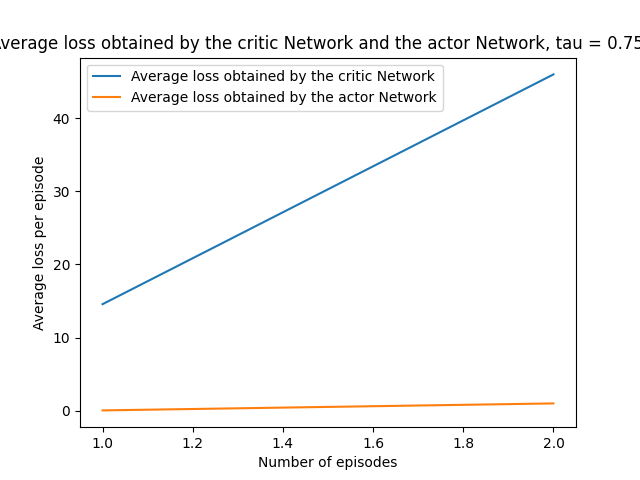 verage loss obtained by the critic Network and the actor Network, tau = 0.75
Average loss obtained by the critic Network
Average loss obtained by the actor Network
Average loss per episode
40
30
20
10
0
1.0 1.2 1.4 1.6 1.8 2.0
Number of episodes